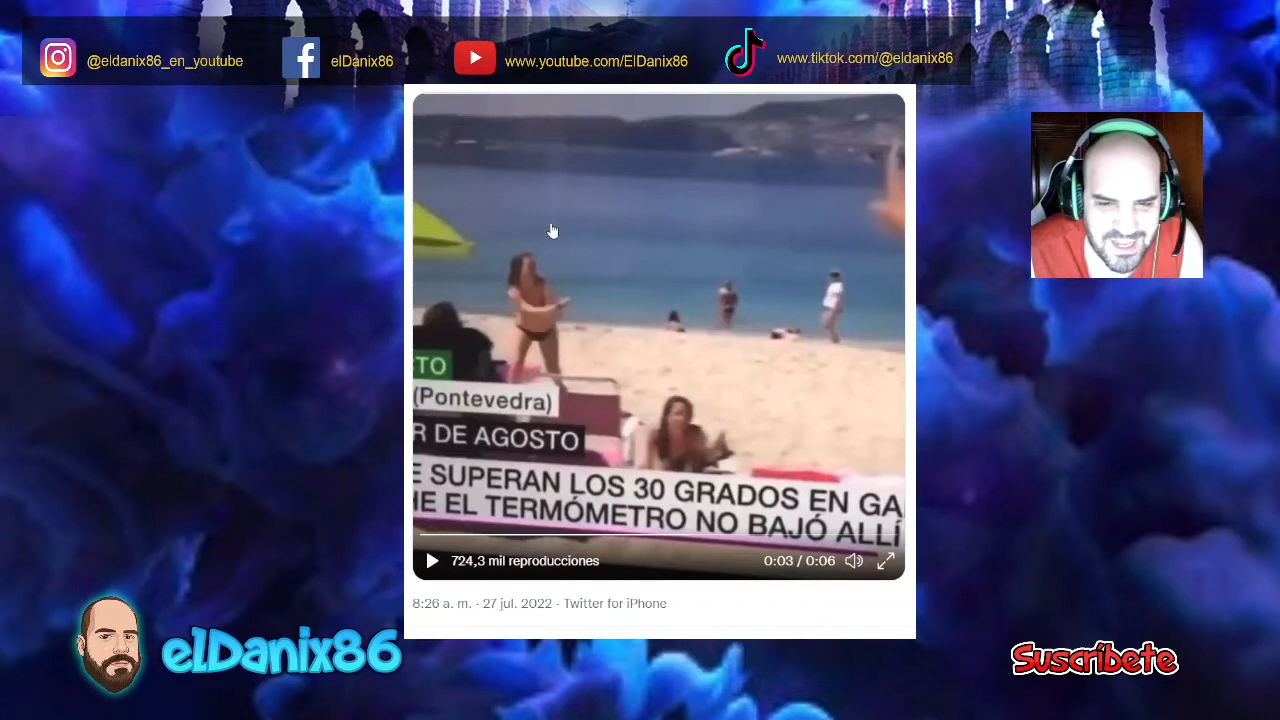 @eldanix86_en_youtube
elDanix86
www.youtube.com/ElDanix86
www.tiktok.com/@eldanix86
TO
(Pontevedra)
R DE AGOSTO
E SUPERAN LOS 30 GRADOS EN GA
HE EL TERMÓMETRO NO BAJÓ ALLÍ
724,3 mil reproducciones
0:03 / 0:06
8:26 a. m. · 27 jul. 2022 · Twitter for iPhone
elDanix86
Suscríbete